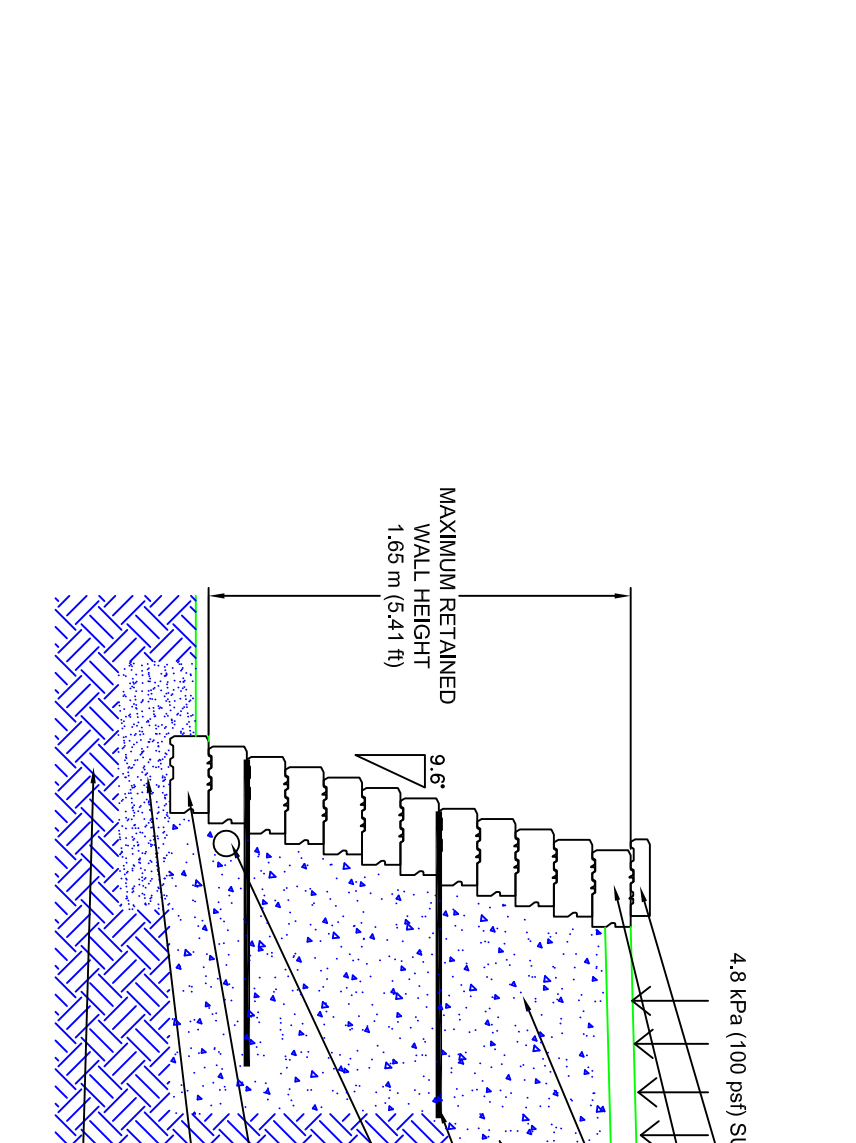 MAXIMUM RETAINED
WALL HEIGHT
1.65 m (5.41 ft)
9.6°
4.8 kPa (100 psf)